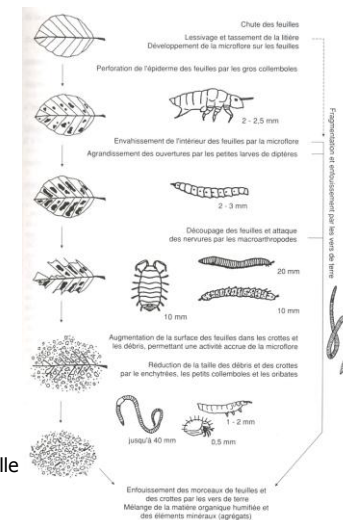 Chute des feuilles
Lessivage et tassement de la litière
Développement de la microflore sur les feuilles
Perforation de l'épiderme des feuilles par les gros collemboles
2 - 2,5 mm
Envahissement de l'intérieur des feuilles par la microflore
Agrandissement des ouvertures par les petites larves de diptères
2 - 3 mm
Découpage des feuilles et attaque
des nervures par les macroarthropodes
20 mm
10 mm
10 mm
Augmentation de la surface des feuilles dans les crottes et
les débris, permettant une activité accrue de la microflore
Réduction de la taille des débris et des crottes
par le enchytrées, les petits collemboles et les oribates
1 - 2 mm
jusqu'à 40 mm
0,5 mm
lle
Enfouissement des morceaux de feuilles et
des crottes par les vers de terre
Mélange de la matière organique humifiée et
des éléments minéraux (agrégats)
Fragmentation et enfouissement par les vers de terre